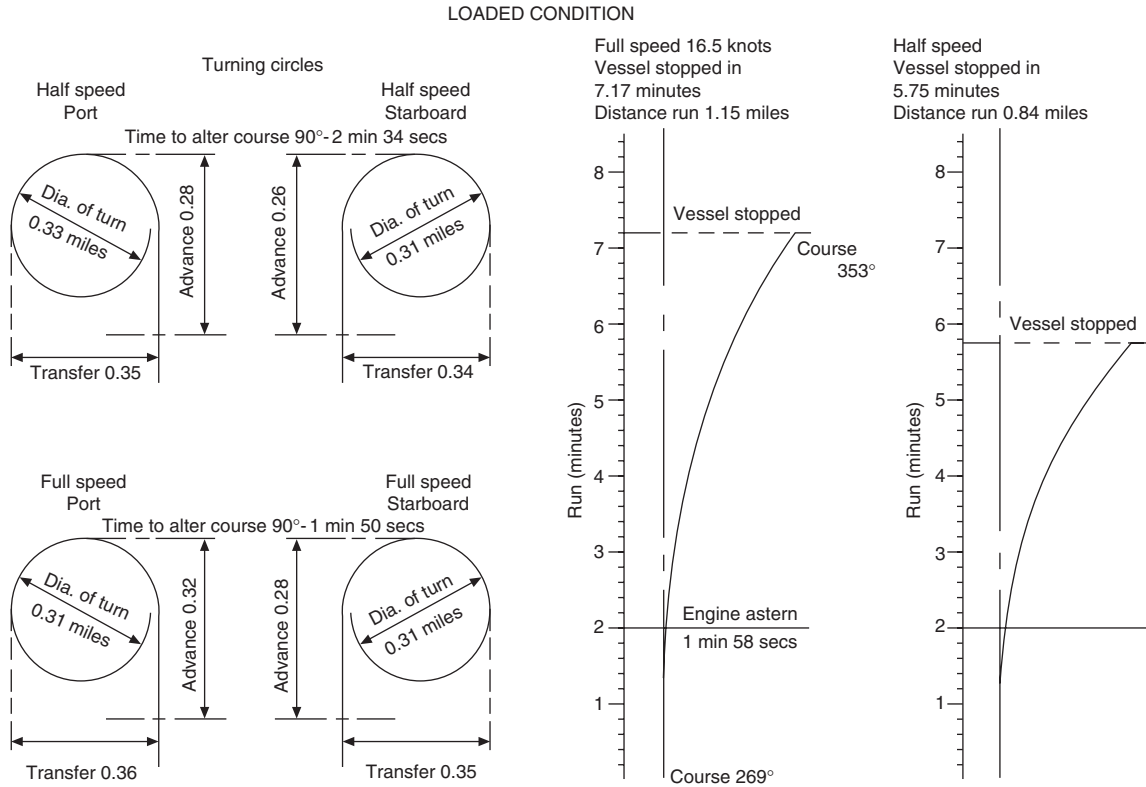 LOADED CONDITION
Turning circles
Half speed
Port
Half speed
Starboard
Time to alter course 90°-2 min 34 secs
Dia. of turn
0.33 miles
Advance 0.28
Advance 0.26
Dia. of turn
0.31 miles
Transfer 0.35
Transfer 0.34
Full speed
Port
Full speed
Starboard
Time to alter course 90°-1 min 50 secs
Dia. of turn
0.31 miles
Advance 0.32
Advance 0.28
Dia. of turn
0.31 miles
Transfer 0.36
Transfer 0.35
Full speed 16.5 knots
Vessel stopped in
7.17 minutes
Distance run 1.15 miles
8
7
6
5
4
3
2
1
Run (minutes)
Vessel stopped
Course
353°
Engine astern
1 min 58 secs
Course 269°
Half speed
Vessel stopped in
5.75 minutes
Distance run 0.84 miles
8
7
6
5
4
3
2
1
Run (minutes)
Vessel stopped